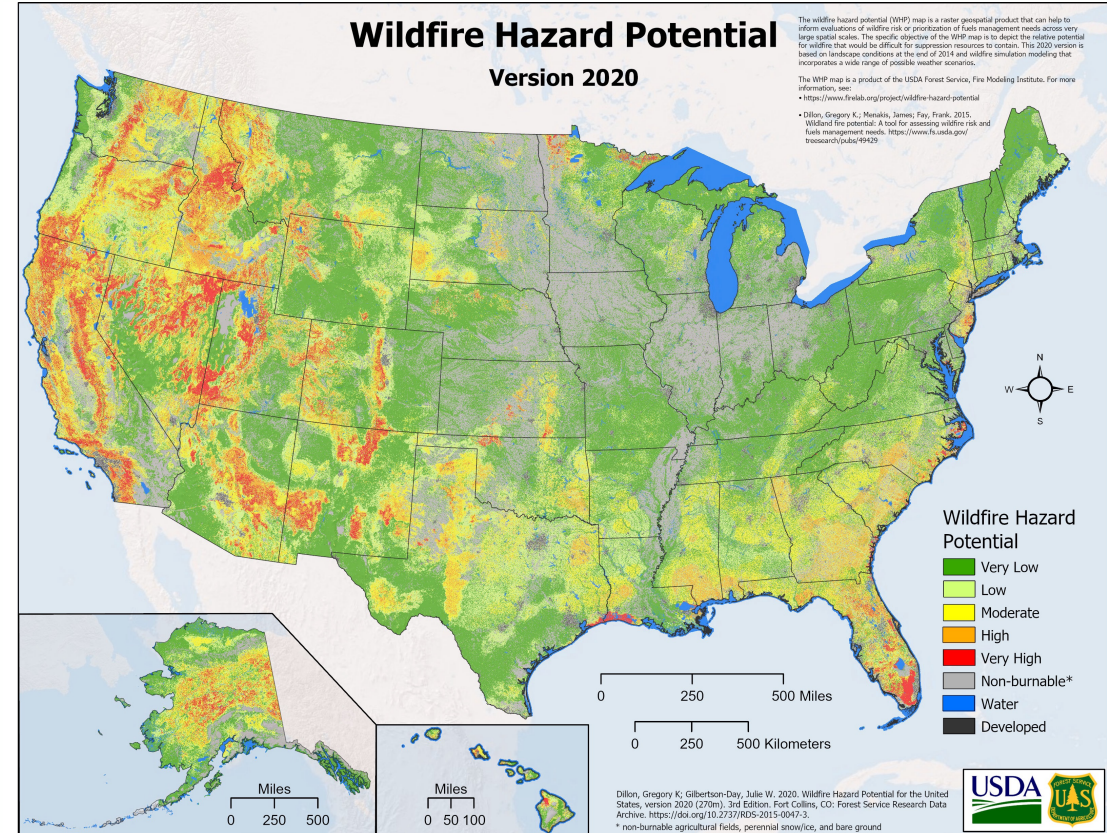 Wildfire Hazard Potential
Version 2020
The wildfire hazard potential (WHP) map is a raster geospatial product that can help to
inform evaluations of wildfire risk or prioritization of fuels management needs across very
large spatial scales. The specific objective of the WHP map is to depict the relative potential
for wildfire that would be difficult for suppression resources to contain. This 2020 version is
based on landscape conditions at the end of 2014 and wildfire simulation modeling that
incorporates a wide range of possible weather scenarios.
The WHP map is a product of the USDA Forest Service, Fire Modeling Institute. For more
information, see:
• https://www.firelab.org/project/wildfire-hazard-potential
• Dillon, Gregory K.; Menakis, James; Fay, Frank. 2015.
Wildland fire potential: A tool for assessing wildfire risk and
fuels management needs. https://www.fs.usda.gov/
treesearch/pubs/49429
N
W E
S
Wildfire Hazard
Potential
Very Low
Low
Moderate
High
Very High
Non-burnable*
Water
Developed
0 250 500 Miles
0 250 500 Kilometers
Miles
0 250 500
Miles
0 50 100
Dillon, Gregory K; Gilbertson-Day, Julie W. 2020. Wildfire Hazard Potential for the United
States, version 2020 (270m). 3rd Edition. Fort Collins, CO: Forest Service Research Data
Archive. https://doi.org/10.2737/RDS-2015-0047-3.
* non-burnable agricultural fields, perennial snow/ice, and bare ground
USDA
FOREST SERVICE
U S
DEPARTMENT OF AGRICULTURE